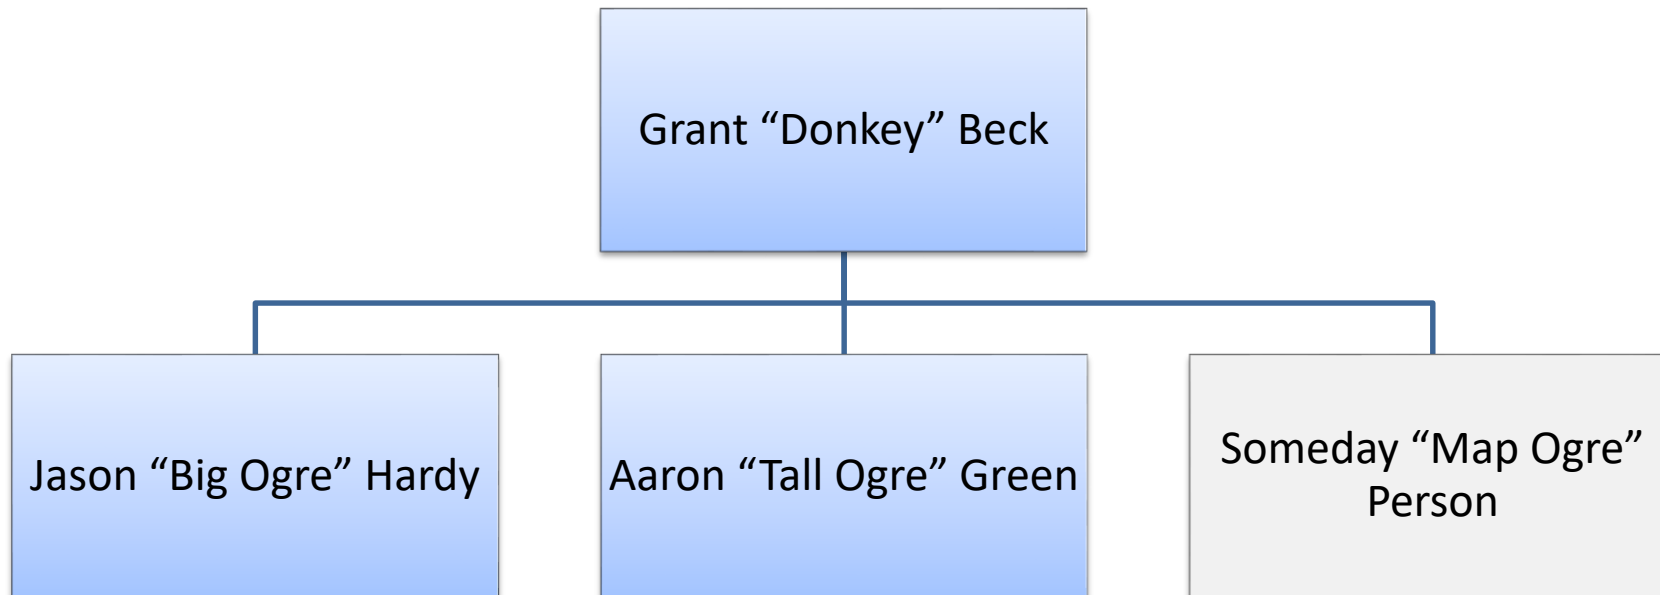 Grant “Donkey” Beck
Jason “Big Ogre” Hardy
Aaron “Tall Ogre” Green
Someday “Map Ogre”
Person